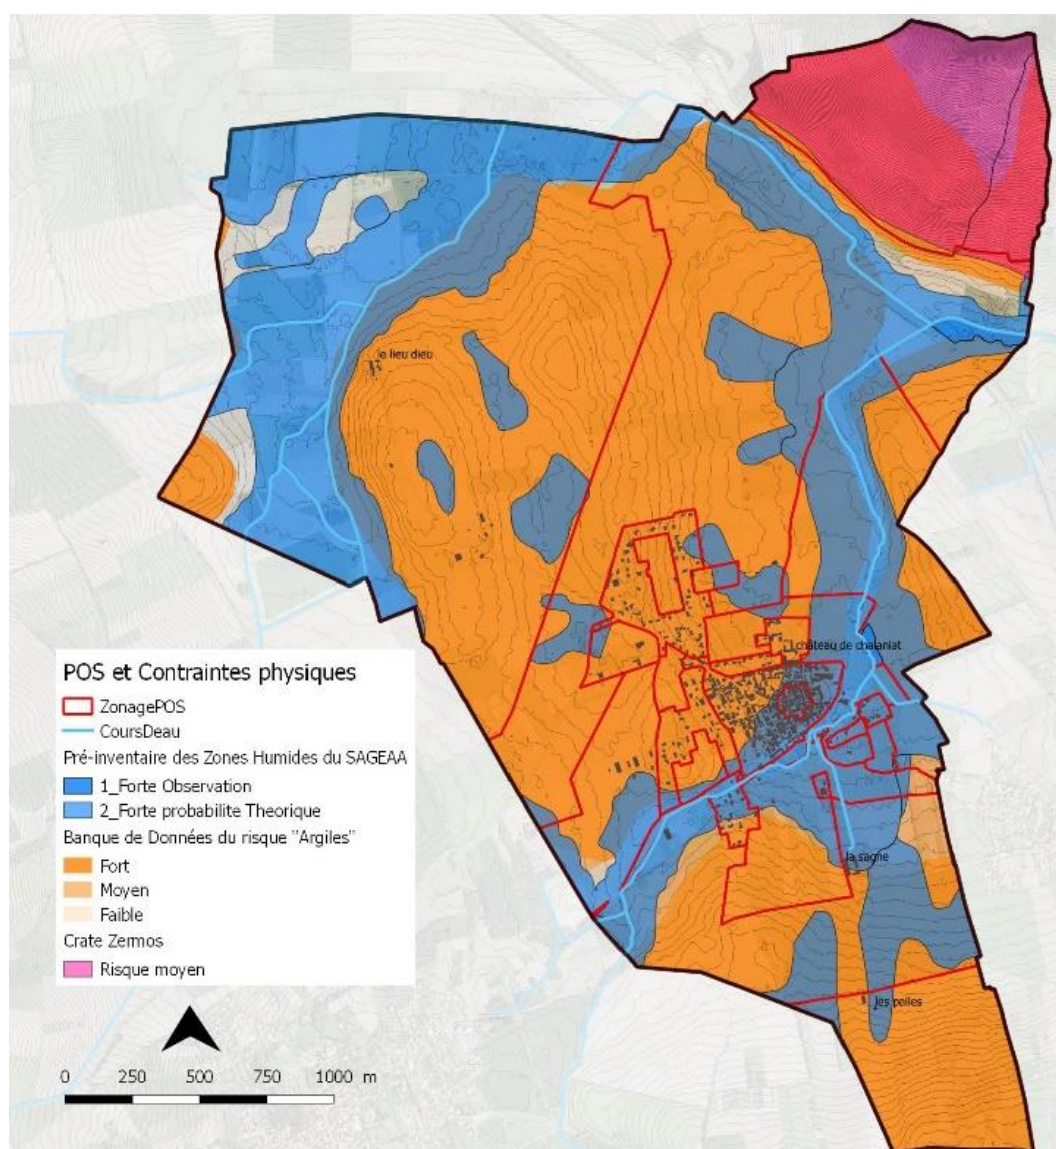 le lieu dieu
château de chalaniat
la sagne
les pailles
POS et Contraintes physiques
ZonagePOS
CoursDeau
Pré-inventaire des Zones Humides du SAGEAA
1_Forte Observation
2_Forte probabilite Theorique
Banque de Données du risque "Argiles"
Fort
Moyen
Faible
Crate Zermos
Risque moyen
0 250 500 750 1000 m